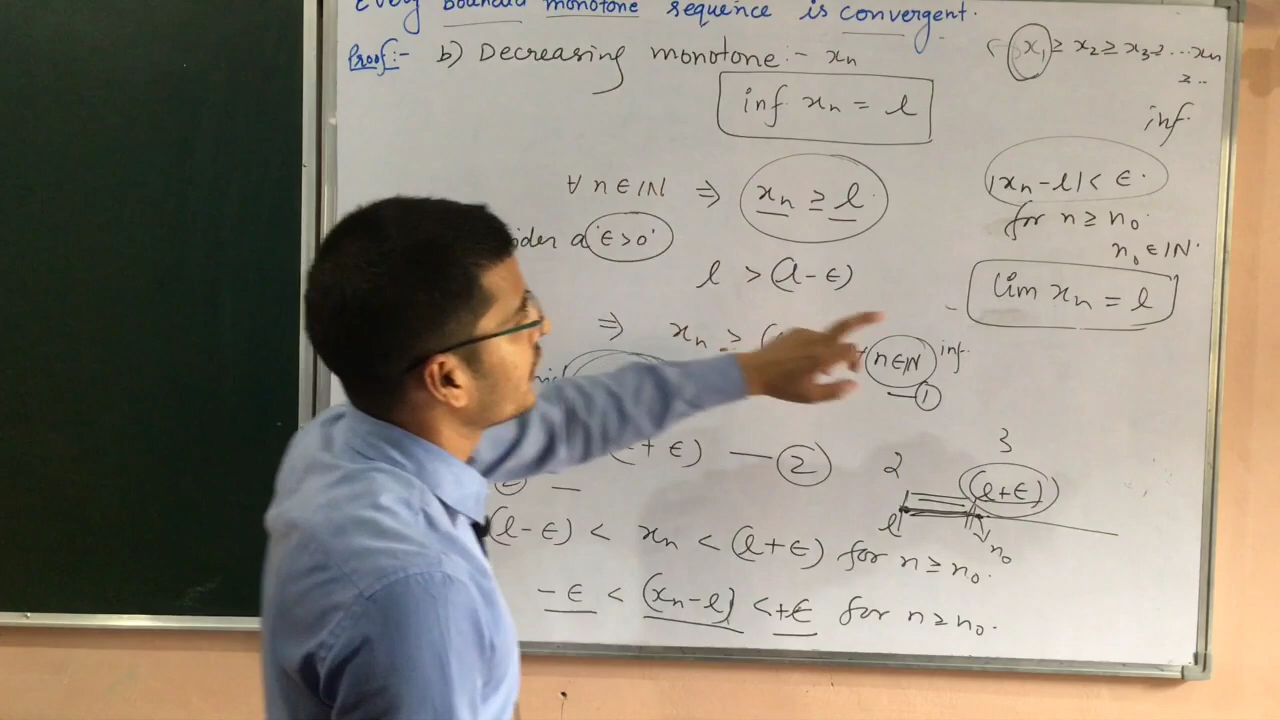 Every bounded monotone sequence is convergent.
Proof:- b) Decreasing monotone:- xn
x1 ≥ x2 ≥ x3 ≥ ... xn
≥ ..
inf xn = l
inf
∀ n ∈ IN ⇒ xn ≥ l
|xn - l| < ε.
for n ≥ n0.
n0 ∈ IN.
a ε > 0
l > (l - ε)
lim xn = l
⇒ xn ≥ (
n ∈ IN inf
— 1
+ ε) — 2
2 3
(l + ε)
l
n0
(l - ε) < xn < (l + ε) for n ≥ n0.
- ε < (xn - l) < + ε for n ≥ n0.